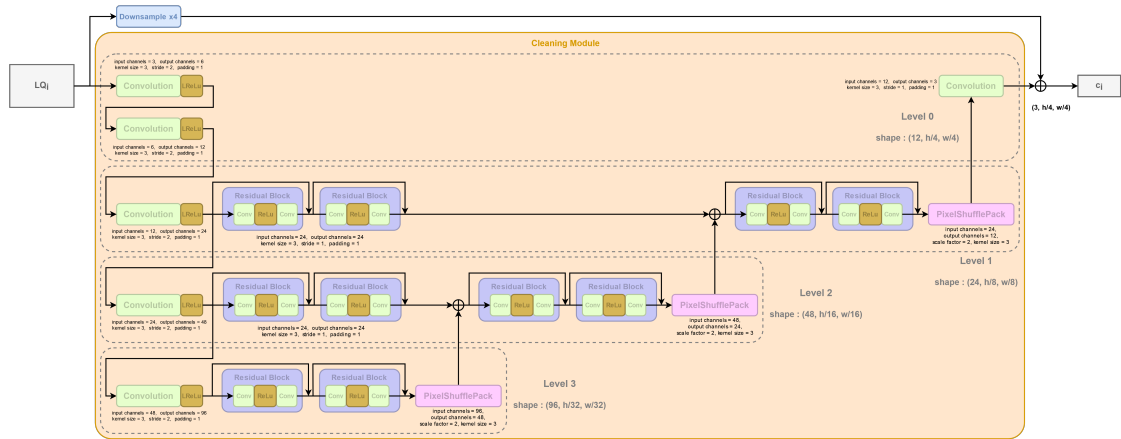 Downsample x4
Cleaning Module
LQi
input channels = 3, output channels = 6
kernel size = 3, stride = 2, padding = 1
Convolution
LReLu
Convolution
LReLu
input channels = 6, output channels = 12
kernel size = 3, stride = 2, padding = 1
input channels = 12, output channels = 3
kernel size = 3, stride = 1, padding = 1
Convolution
ci
(3, h/4, w/4)
Level 0
shape : (12, h/4, w/4)
Convolution
LReLu
input channels = 12, output channels = 24
kernel size = 3, stride = 2, padding = 1
Residual Block
Conv
ReLu
Conv
Residual Block
Conv
ReLu
Conv
input channels = 24, output channels = 24
kernel size = 3, stride = 1, padding = 1
Residual Block
Conv
ReLu
Conv
Residual Block
Conv
ReLu
Conv
PixelShufflePack
input channels = 24,
output channels = 12,
scale factor = 2, kernel size = 3
Level 1
shape : (24, h/8, w/8)
Convolution
LReLu
input channels = 24, output channels = 48
kernel size = 3, stride = 2, padding = 1
Residual Block
Conv
ReLu
Conv
Residual Block
Conv
ReLu
Conv
input channels = 24, output channels = 24
kernel size = 3, stride = 1, padding = 1
Residual Block
Conv
ReLu
Conv
Residual Block
Conv
ReLu
Conv
PixelShufflePack
input channels = 48,
output channels = 24,
scale factor = 2, kernel size = 3
Level 2
shape : (48, h/16, w/16)
Convolution
LReLu
input channels = 48, output channels = 96
kernel size = 3, stride = 2, padding = 1
Residual Block
Conv
ReLu
Conv
Residual Block
Conv
ReLu
Conv
PixelShufflePack
input channels = 96,
output channels = 48,
scale factor = 2, kernel size = 3
Level 3
shape : (96, h/32, w/32)